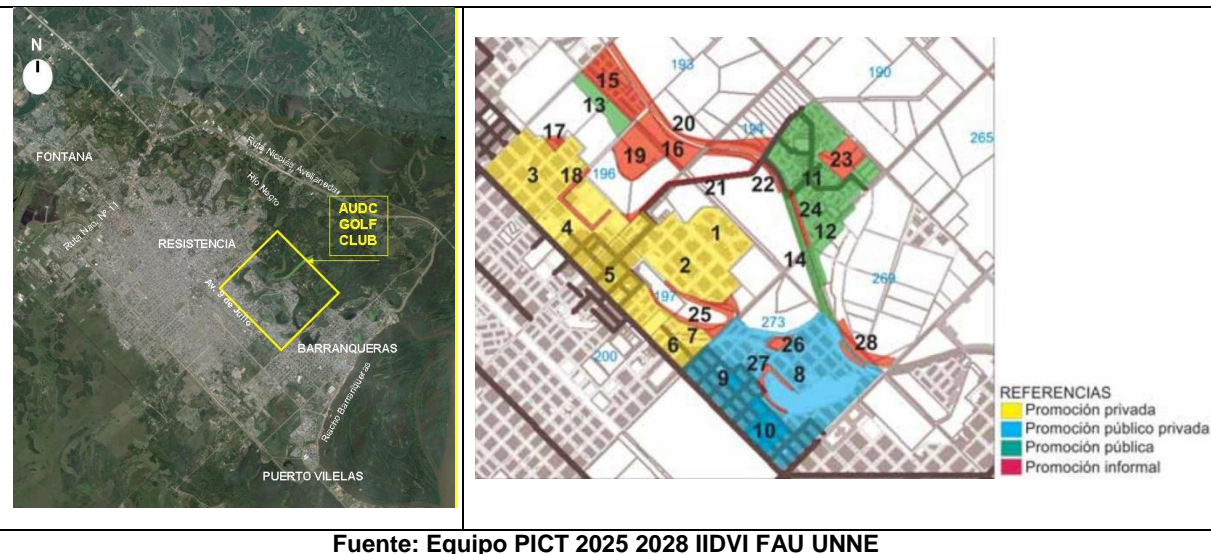 N
FONTANA
Ruta Nicolás Avellaneda
Río Negro
Ruta Nac. Nº 11
AUDC
GOLF
CLUB
RESISTENCIA
Av. 9 de Julio
BARRANQUERAS
Riacho Barranqueras
PUERTO VILELAS
193
190
15
13
20
194
265
17
16
19
23
3
18
196
11
21
22
24
4
1
12
2
14
5
269
197
25
273
28
7
26
6
200
27
8
9
10
REFERENCIAS
Promoción privada
Promoción público privada
Promoción pública
Promoción informal
Fuente: Equipo PICT 2025 2028 IIDVI FAU UNNE